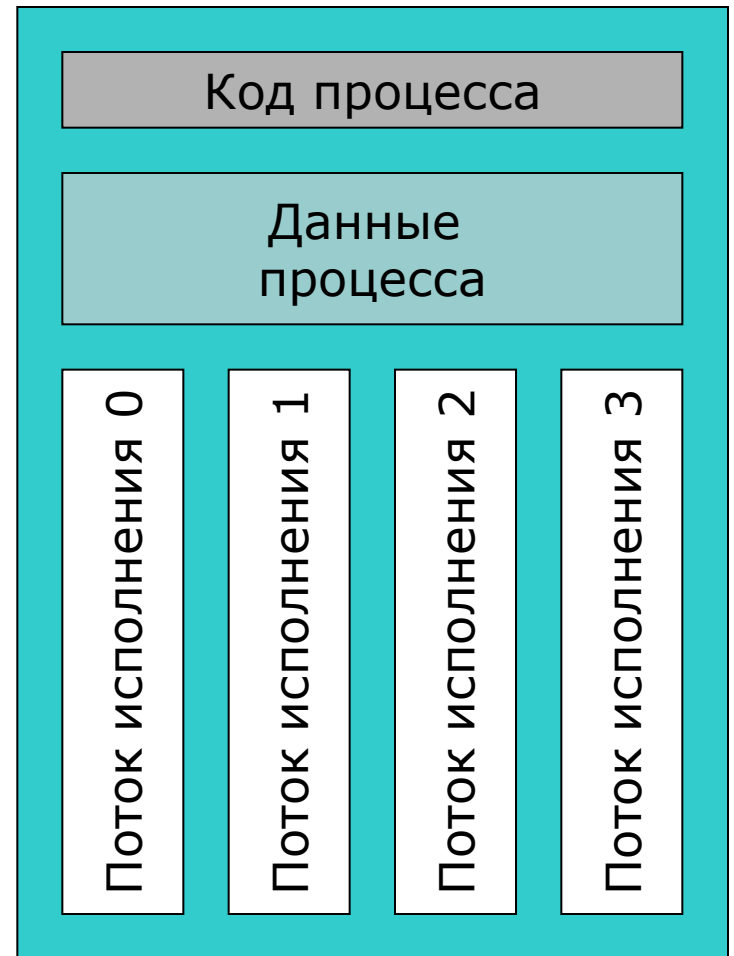 Код процесса
Данные
процесса
Поток исполнения 0
Поток исполнения 1
Поток исполнения 2
Поток исполнения 3